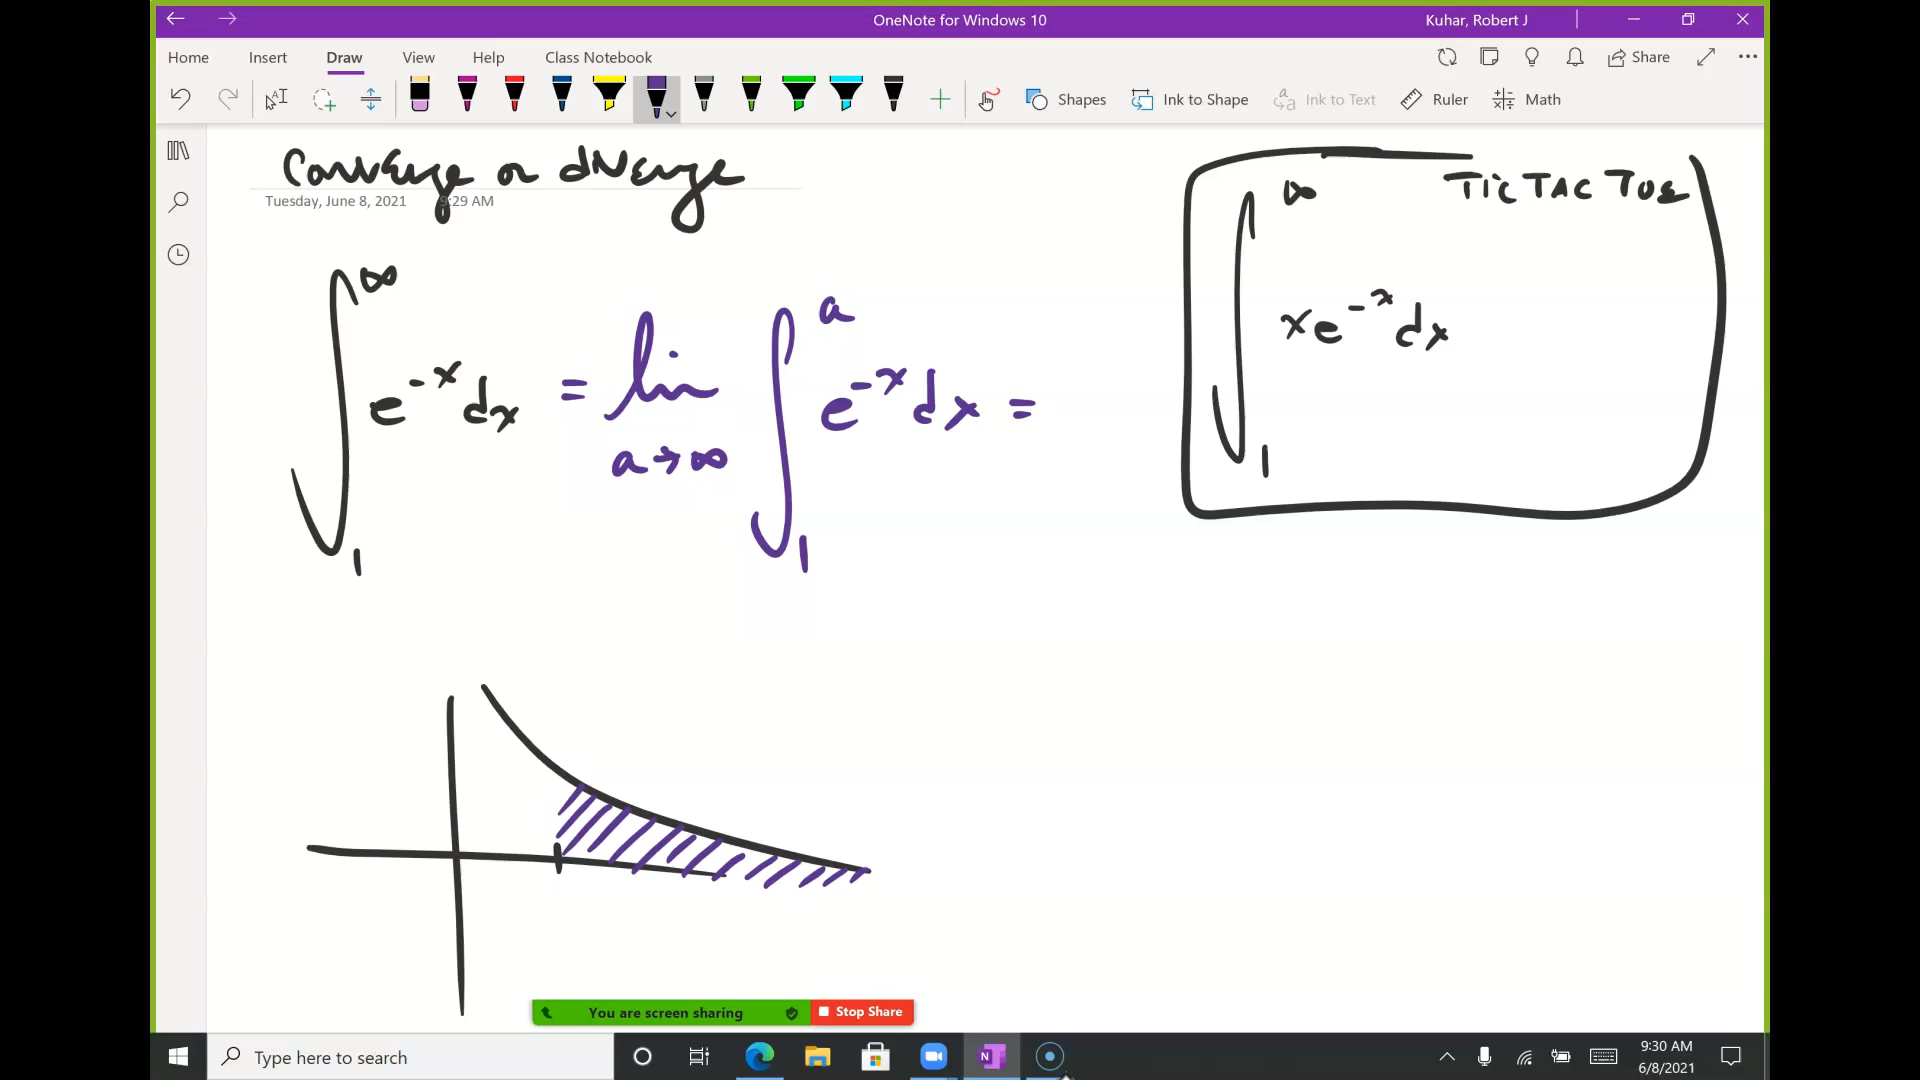 OneNote for Windows 10
Kuhar, Robert J
Home Insert Draw View Help Class Notebook
Share
Shapes Ink to Shape Ink to Text Ruler Math
Converge or diverge
Tuesday, June 8, 2021 9:29 AM
TIC TAC TOE
∫₁^∞ x e^{-x} dx
∫₁^∞ e^{-x} dx = lim a→∞ ∫₁^a e^{-x} dx =
You are screen sharing Stop Share
Type here to search
N
9:30 AM
6/8/2021